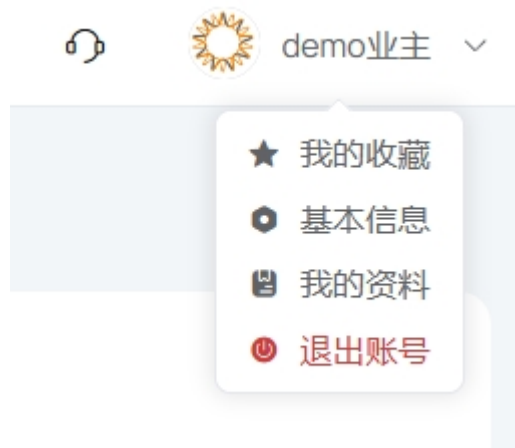 demo业主
我的收藏
基本信息
我的资料
退出账号